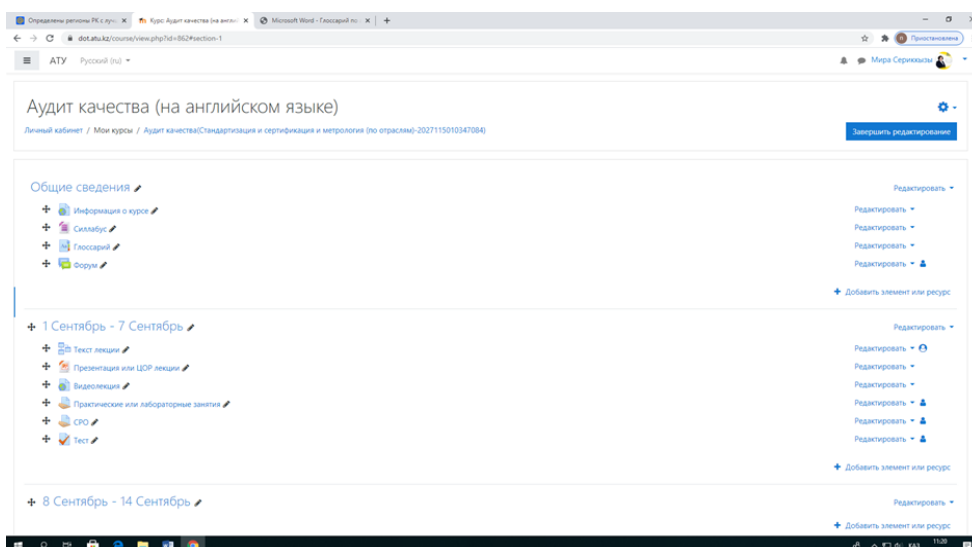 Определены регионы РК с луч
Курс: Аудит качества (на англий
Microsoft Word - Глоссарий по
dot.atu.kz/course/view.php?id=862#section-1
Приостановлена
АТУ Русский (ru)
Мира Сериккызы
Аудит качества (на английском языке)
Личный кабинет / Мои курсы / Аудит качества(Стандартизация и сертификация и метрология (по отраслям)-2027115010347084)
Завершить редактирование
Общие сведения Редактировать
Информация о курсе Редактировать
Силлабус Редактировать
Глоссарий Редактировать
Форум Редактировать
Добавить элемент или ресурс
1 Сентябрь - 7 Сентябрь Редактировать
Текст лекции Редактировать
Презентация или ЦОР лекции Редактировать
Видеолекция Редактировать
Практические или лабораторные занятия Редактировать
СРО Редактировать
Тест Редактировать
Добавить элемент или ресурс
8 Сентябрь - 14 Сентябрь Редактировать
Добавить элемент или ресурс
11:20